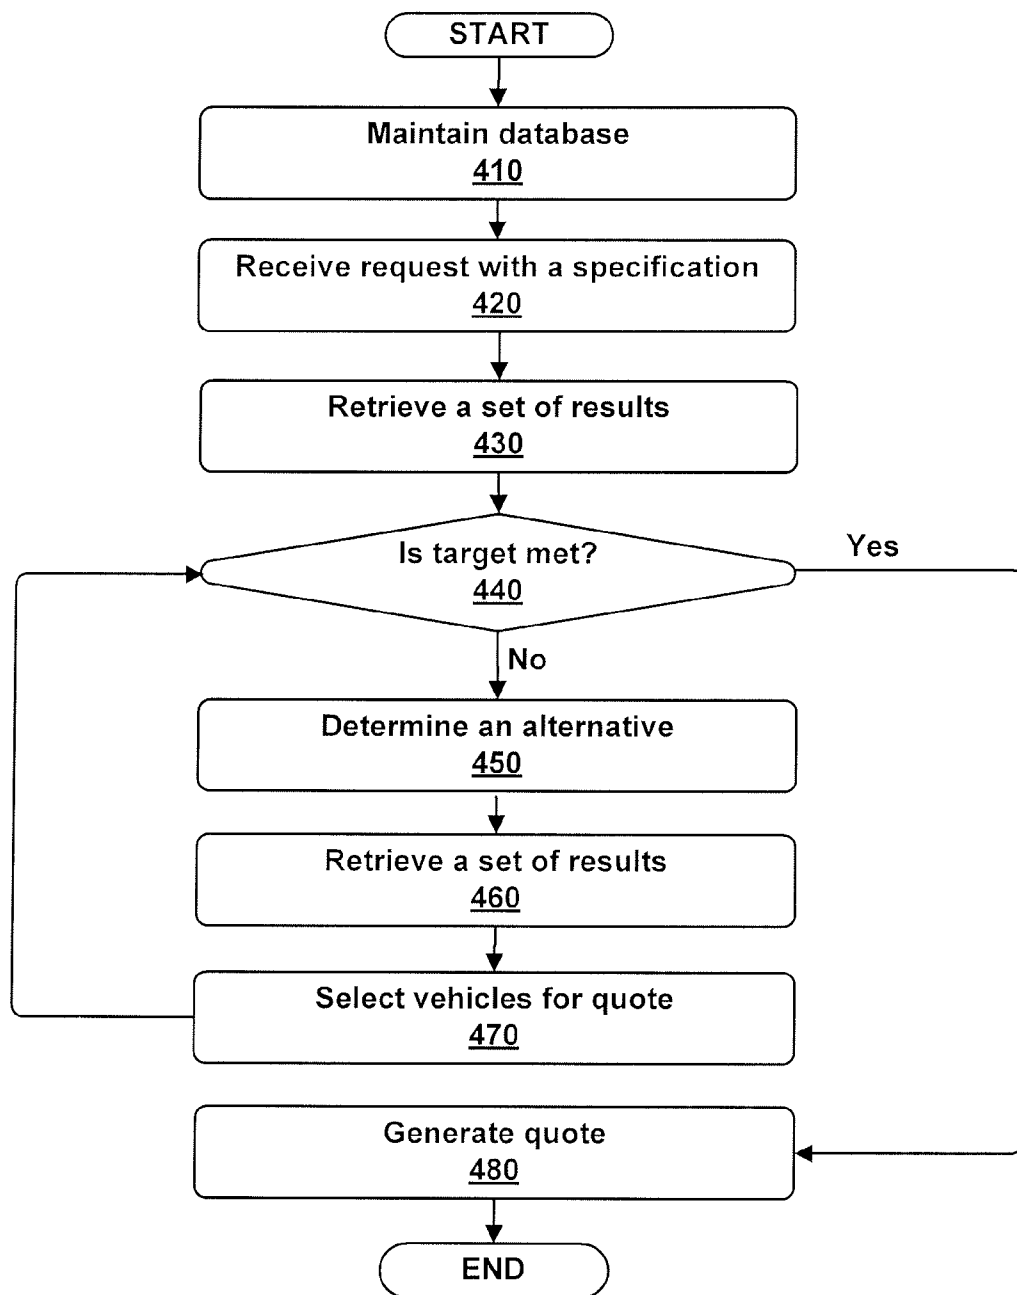 START
Maintain database
410
Receive request with a specification
420
Retrieve a set of results
430
Is target met?
440
Yes
No
Determine an alternative
450
Retrieve a set of results
460
Select vehicles for quote
470
Generate quote
480
END